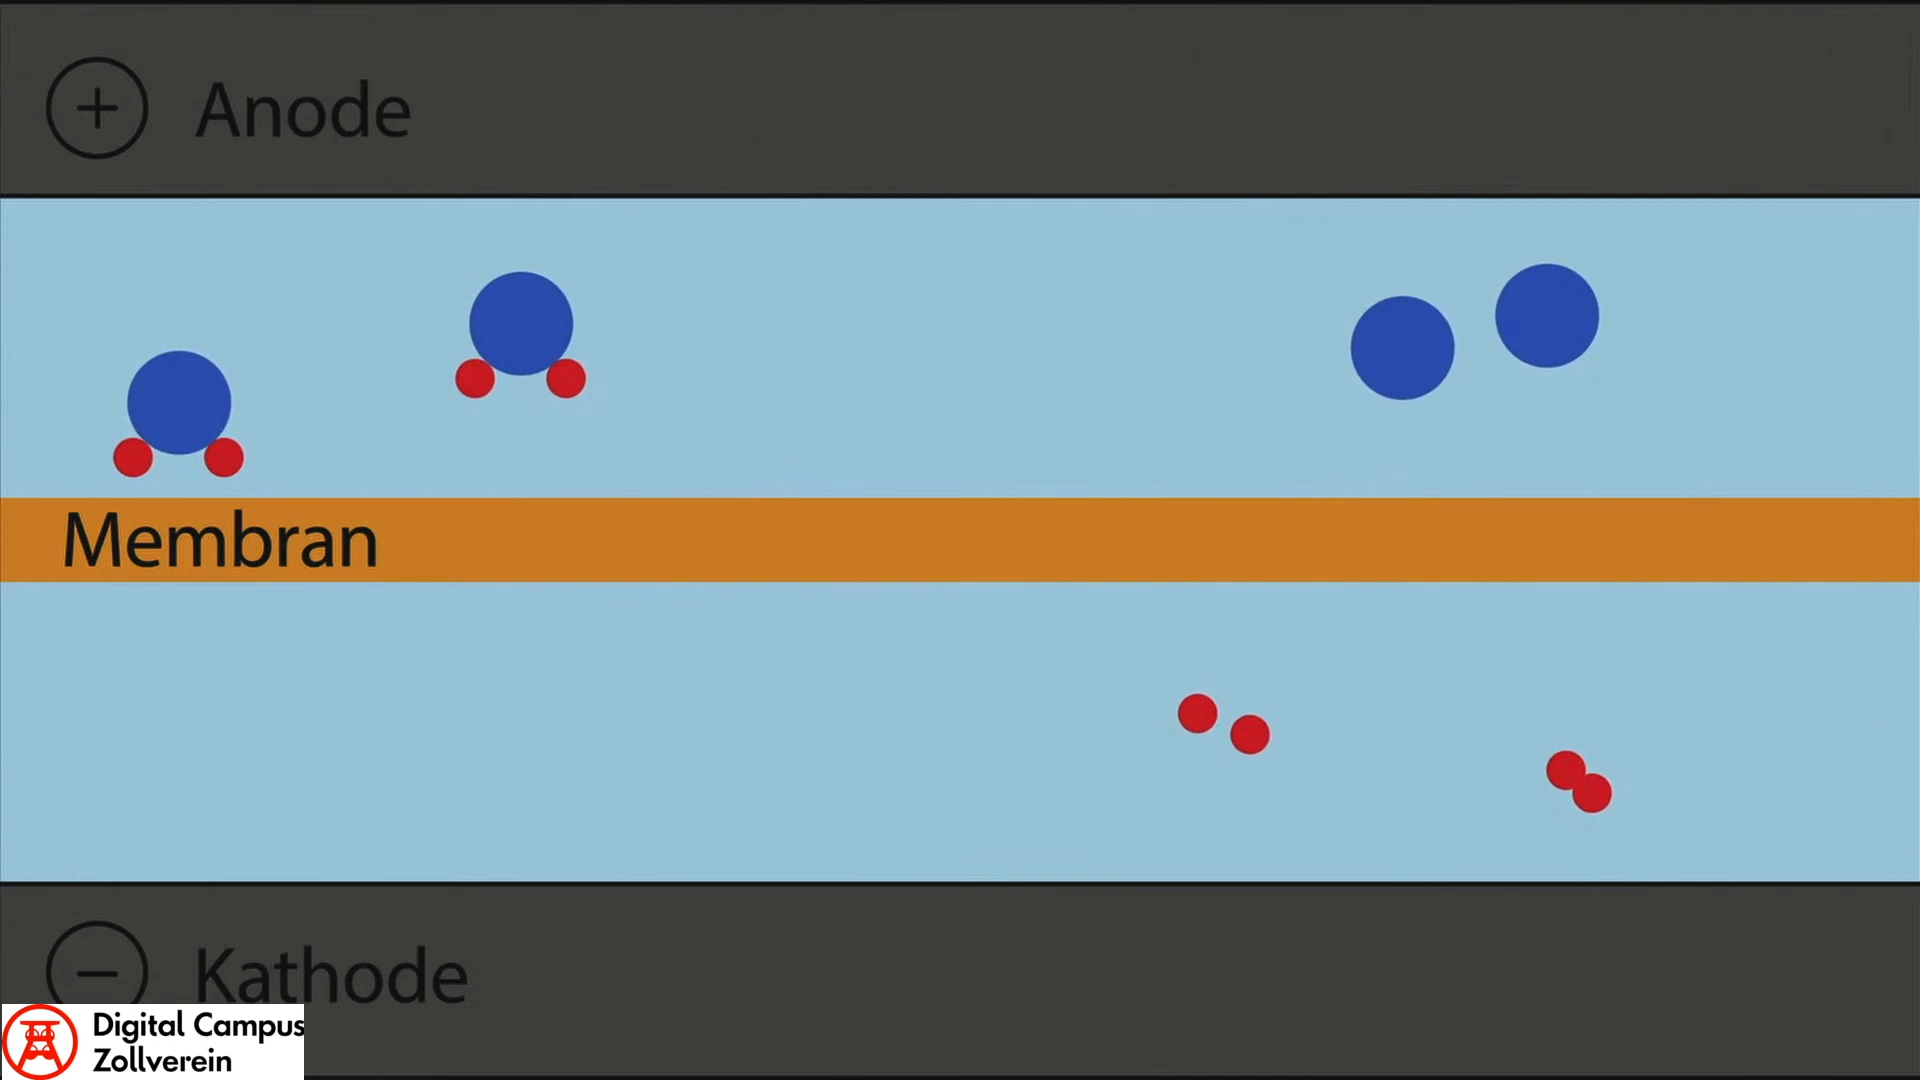 + Anode
Membran
− Kathode
Digital Campus
Zollverein